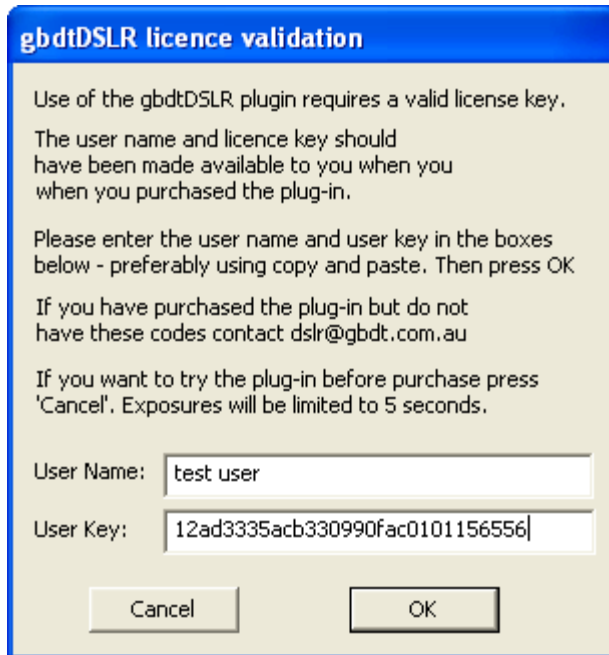 gbdtDSLR licence validation
Use of the gbdtDSLR plugin requires a valid license key.
The user name and licence key should
have been made available to you when you
when you purchased the plug-in.
Please enter the user name and user key in the boxes
below - preferably using copy and paste. Then press OK
If you have purchased the plug-in but do not
have these codes contact dslr@gbdt.com.au
If you want to try the plug-in before purchase press
'Cancel'. Exposures will be limited to 5 seconds.
User Name: test user
User Key: 12ad3335acb330990fac0101156556
Cancel OK